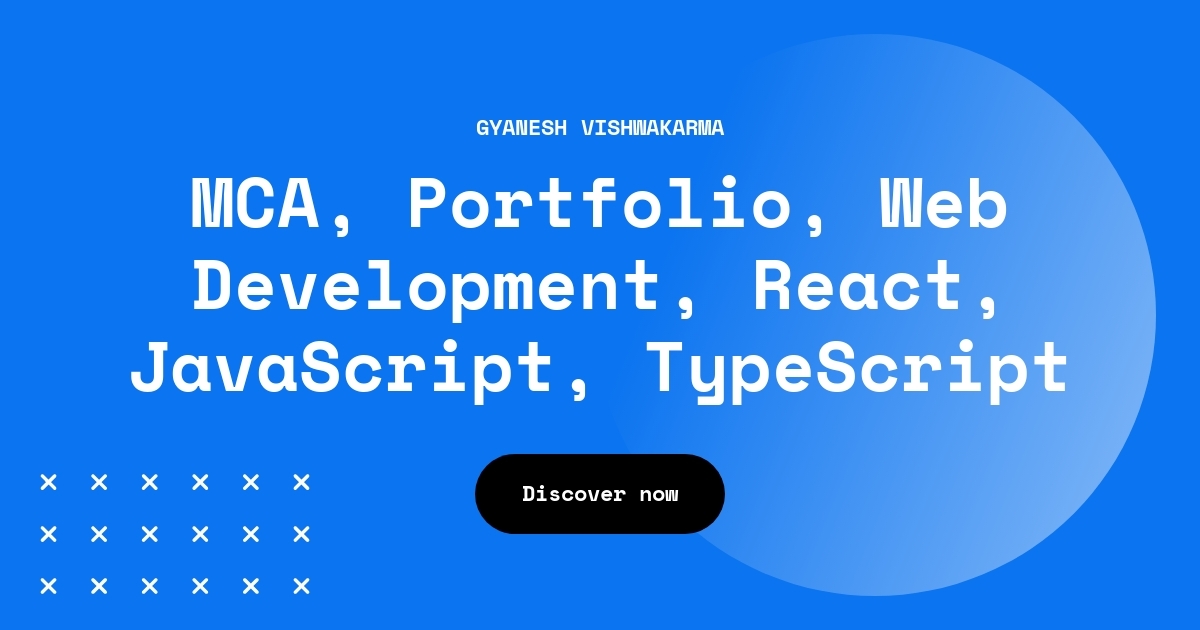 GYANESH VISHWAKARMA
MCA, Portfolio, Web
Development, React,
JavaScript, TypeScript
Discover now